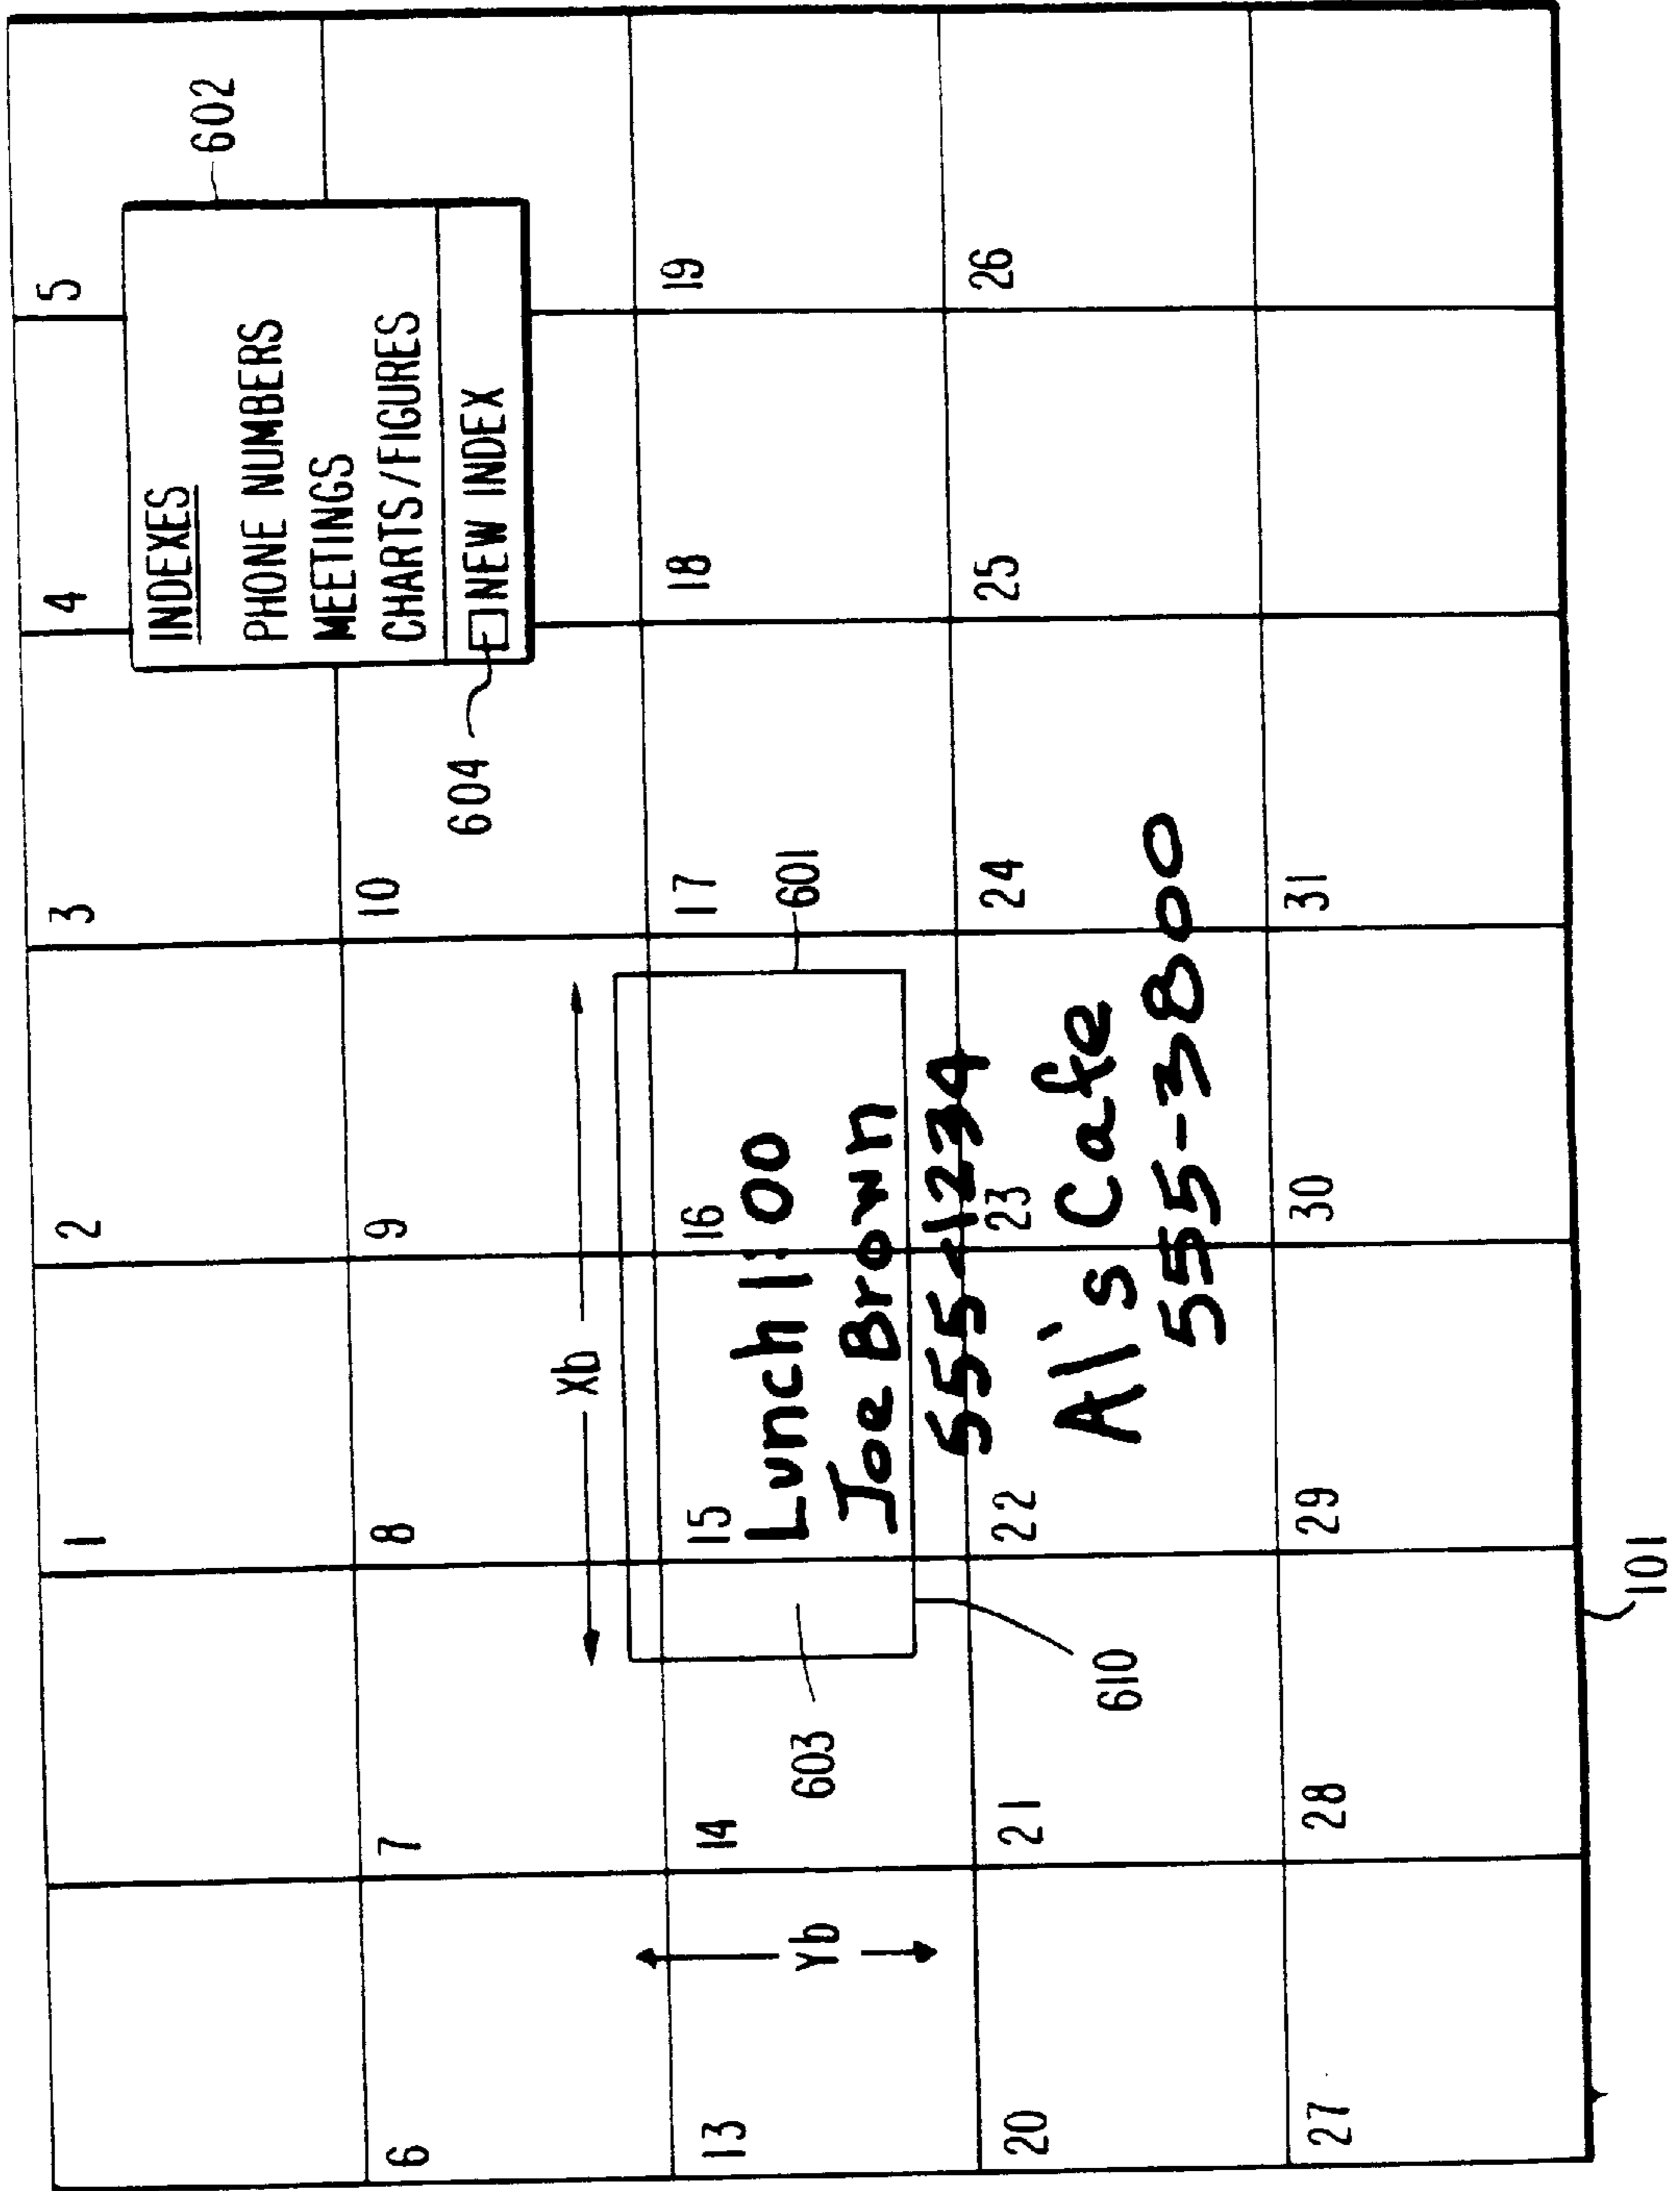 1 2 3 4 5
602
INDEXES
PHONE NUMBERS
MEETINGS
CHARTS/FIGURES
NEW INDEX
604
6 7 8 9 10
Xb
13 14 15 16 17 18 19
601
Yb
603
Lunch 1:00
Joe Brown
555-1234
610
20 21 22 23 24 25 26
Al's Cafe
555-3800
27 28 29 30 31
101